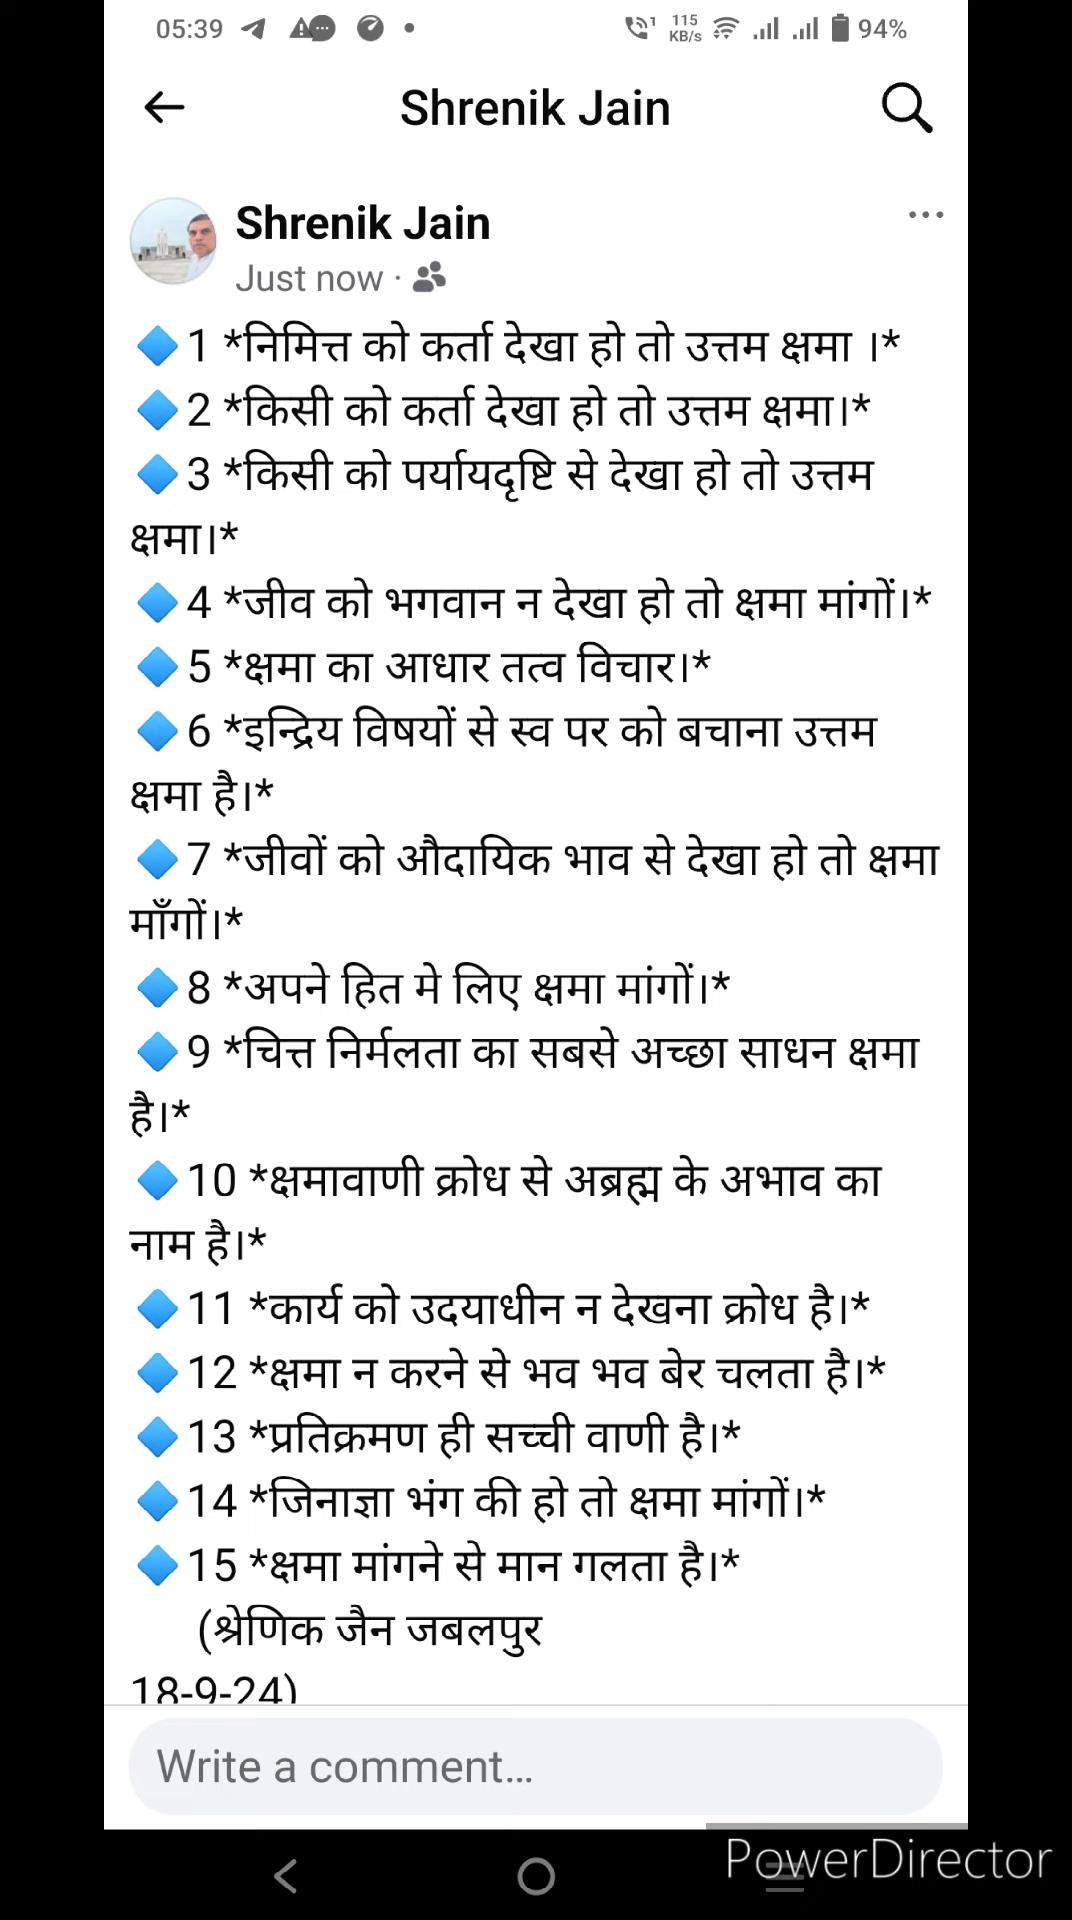 05:39
1 115 KB/s 94%
Shrenik Jain
Shrenik Jain
Just now ·
🔷1 *निमित्त को कर्ता देखा हो तो उत्तम क्षमा ।*
🔷2 *किसी को कर्ता देखा हो तो उत्तम क्षमा।*
🔷3 *किसी को पर्यायदृष्टि से देखा हो तो उत्तम
क्षमा।*
🔷4 *जीव को भगवान न देखा हो तो क्षमा मांगों।*
🔷5 *क्षमा का आधार तत्व विचार।*
🔷6 *इन्द्रिय विषयों से स्व पर को बचाना उत्तम
क्षमा है।*
🔷7 *जीवों को औदायिक भाव से देखा हो तो क्षमा
माँगों।*
🔷8 *अपने हित मे लिए क्षमा मांगों।*
🔷9 *चित्त निर्मलता का सबसे अच्छा साधन क्षमा
है।*
🔷10 *क्षमावाणी क्रोध से अब्रह्म के अभाव का
नाम है।*
🔷11 *कार्य को उदयाधीन न देखना क्रोध है।*
🔷12 *क्षमा न करने से भव भव बेर चलता है।*
🔷13 *प्रतिक्रमण ही सच्ची वाणी है।*
🔷14 *जिनाज्ञा भंग की हो तो क्षमा मांगों।*
🔷15 *क्षमा मांगने से मान गलता है।*
(श्रेणिक जैन जबलपुर
18-9-24)
Write a comment...
PowerDirector